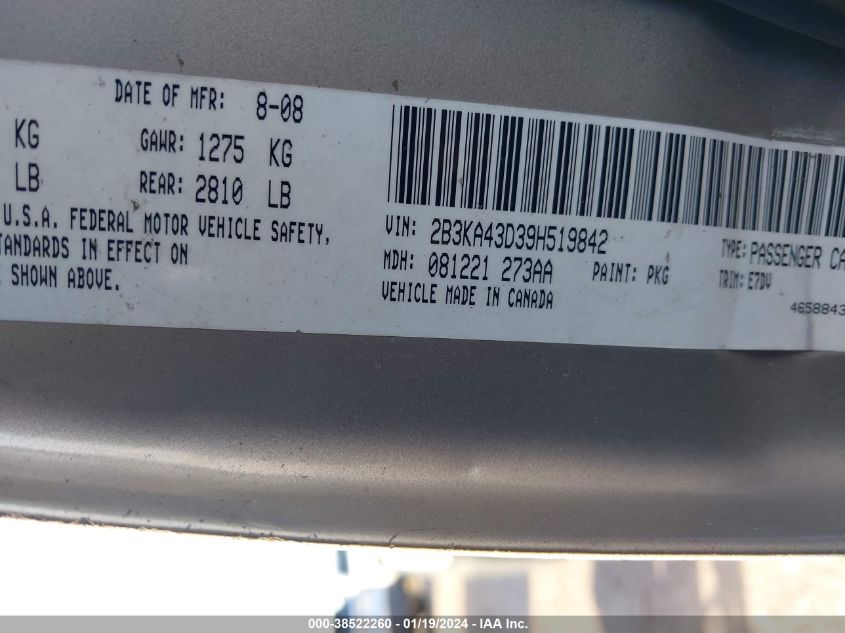 DATE OF MFR: 8-08
KG GAWR: 1275 KG
LB REAR: 2810 LB
U.S.A. FEDERAL MOTOR VEHICLE SAFETY,
TANDARDS IN EFFECT ON
SHOWN ABOVE.
VIN: 2B3KA43D39H519842
MDH: 081221 273AA PAINT: PKG
VEHICLE MADE IN CANADA
TYPE: PASSENGER CA
TRIM: E7DV
4658843
000-38522260 - 01/19/2024 - IAA Inc.